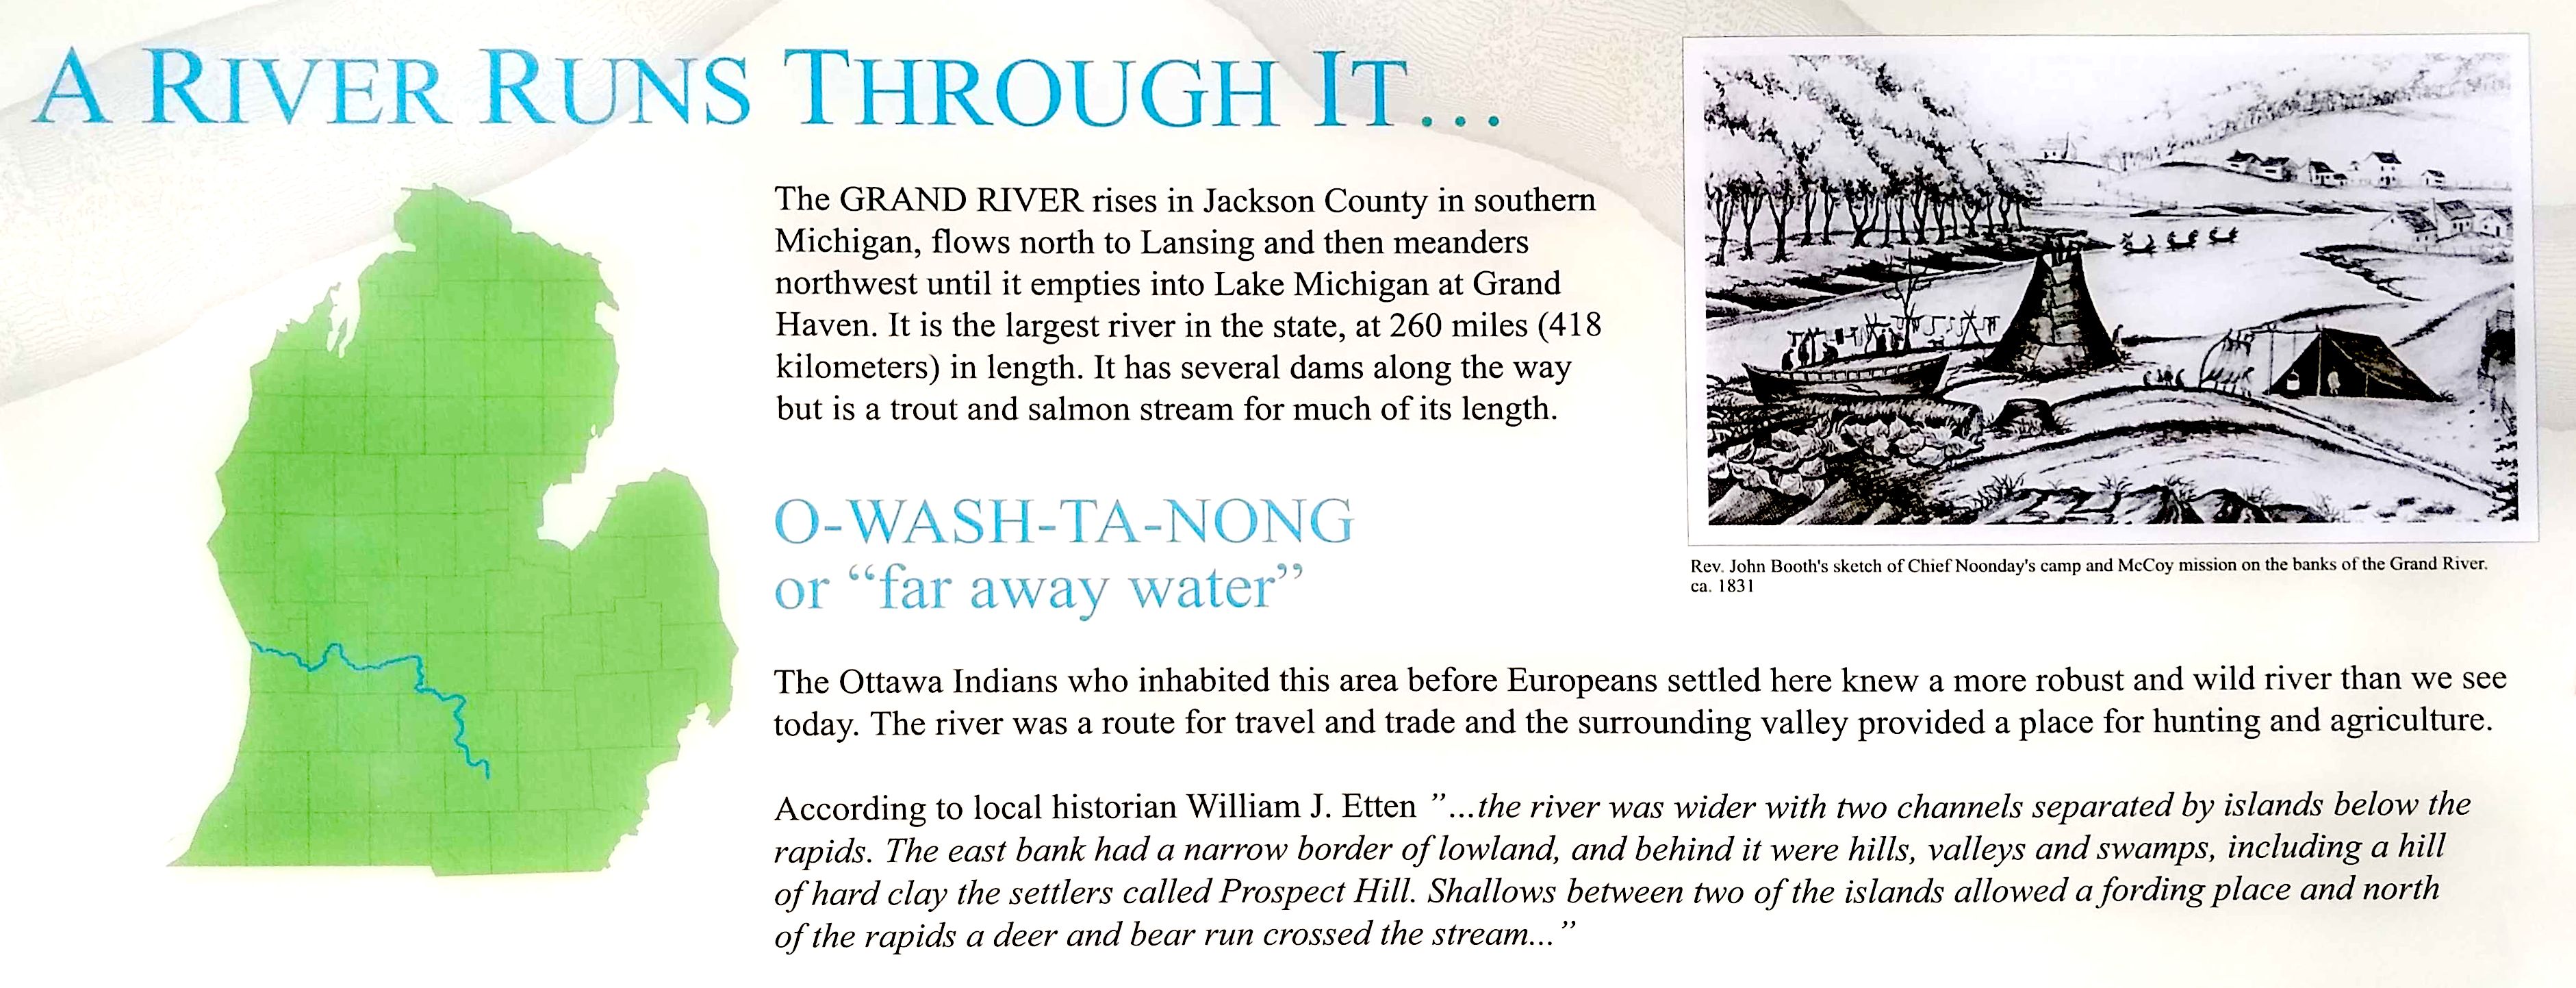 A RIVER RUNS THROUGH IT...
The GRAND RIVER rises in Jackson County in southern
Michigan, flows north to Lansing and then meanders
northwest until it empties into Lake Michigan at Grand
Haven. It is the largest river in the state, at 260 miles (418
kilometers) in length. It has several dams along the way
but is a trout and salmon stream for much of its length.
O-WASH-TA-NONG
or “far away water”
Rev. John Booth's sketch of Chief Noonday's camp and McCoy mission on the banks of the Grand River.
ca. 1831
The Ottawa Indians who inhabited this area before Europeans settled here knew a more robust and wild river than we see
today. The river was a route for travel and trade and the surrounding valley provided a place for hunting and agriculture.
According to local historian William J. Etten ”...the river was wider with two channels separated by islands below the
rapids. The east bank had a narrow border of lowland, and behind it were hills, valleys and swamps, including a hill
of hard clay the settlers called Prospect Hill. Shallows between two of the islands allowed a fording place and north
of the rapids a deer and bear run crossed the stream...”